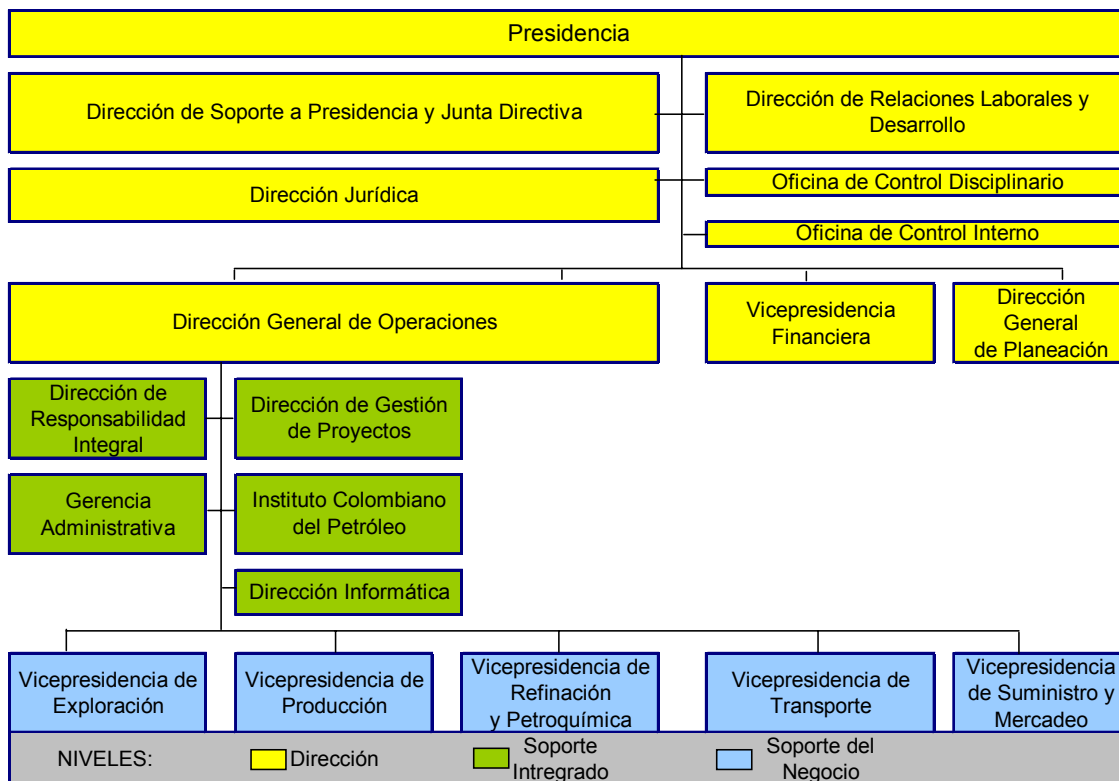 Presidencia
Dirección de Soporte a Presidencia y Junta Directiva
Dirección de Relaciones Laborales y
Desarrollo
Dirección Jurídica
Oficina de Control Disciplinario
Oficina de Control Interno
Dirección General de Operaciones
Vicepresidencia
Financiera
Dirección
General
de Planeación
Dirección de
Responsabilidad
Integral
Dirección de Gestión
de Proyectos
Gerencia
Administrativa
Instituto Colombiano
del Petróleo
Dirección Informática
Vicepresidencia de
Exploración
Vicepresidencia de
Producción
Vicepresidencia de
Refinación
y Petroquímica
Vicepresidencia de
Transporte
Vicepresidencia
de Suministro y
Mercadeo
NIVELES:
Dirección
Soporte
Intregrado
Soporte del
Negocio